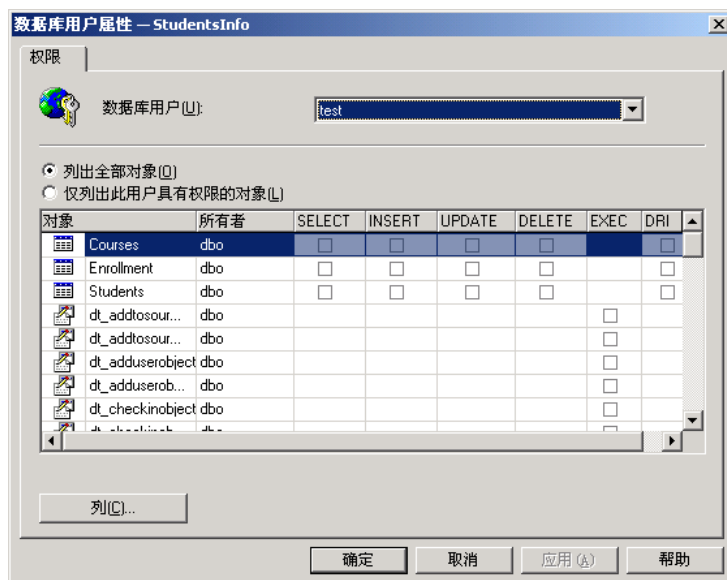 数据库用户属性 — StudentsInfo
权限
数据库用户(U):
test
列出全部对象(O)
仅列出此用户具有权限的对象(L)
对象 所有者 SELECT INSERT UPDATE DELETE EXEC DRI
Courses dbo
Enrollment dbo
Students dbo
dt_addtosour... dbo
dt_addtosour... dbo
dt_adduserobject dbo
dt_adduserob... dbo
dt_checkinobject dbo
列(C)...
确定 取消 应用(A) 帮助